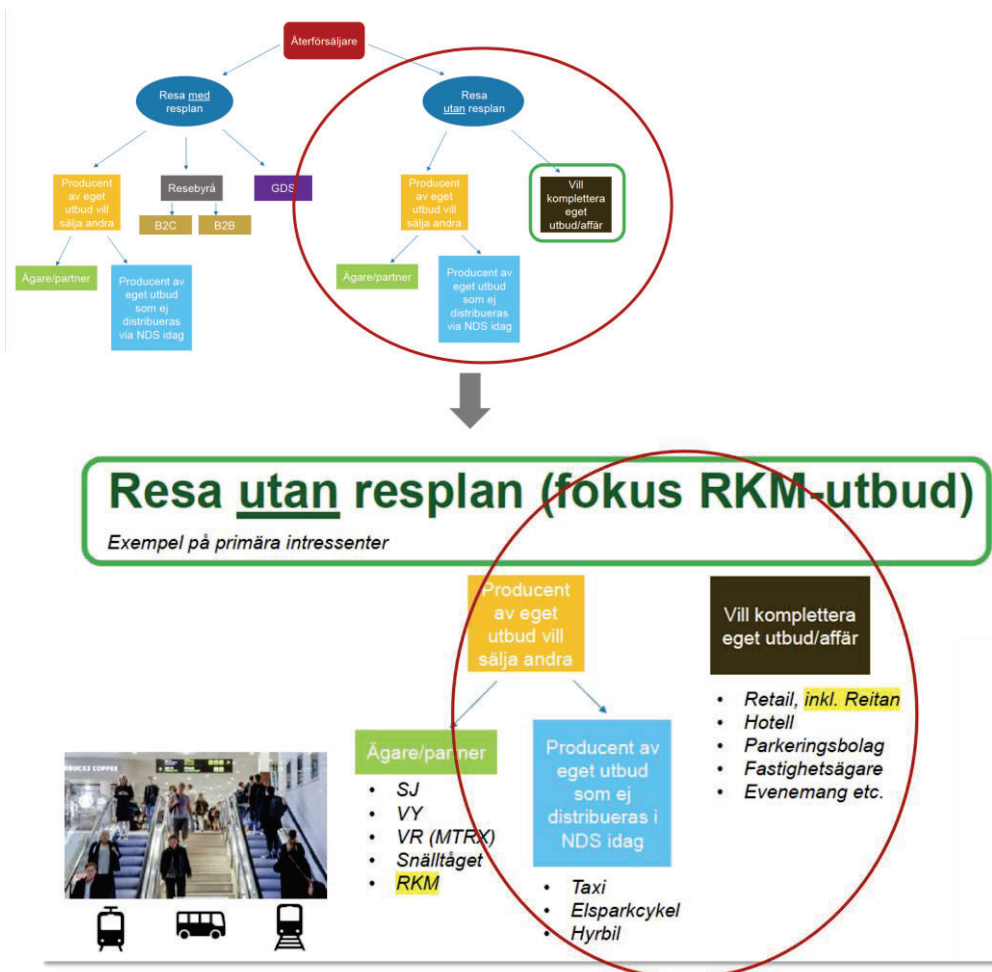 Återförsäljare
Resa med
resplan
Resa
utan resplan
Producent
av eget
utbud vill
sälja andra
Resebyrå
GDS
B2C
B2B
Producent
av eget
utbud vill
sälja andra
Vill
komplettera
eget
utbud/affär
Ägare/partner
Producent av
eget utbud
som ej
distribueras
via NDS idag
Ägare/partner
Producent av
eget utbud
som ej
distribueras
via NDS idag
Resa utan resplan (fokus RKM-utbud)
Exempel på primära intressenter
Producent
av eget
utbud vill
sälja andra
Vill komplettera
eget utbud/affär
• Retail, inkl. Reitan
• Hotell
• Parkeringsbolag
• Fastighetsägare
• Evenemang etc.
Ägare/partner
• SJ
• VY
• VR (MTRX)
• Snälltåget
• RKM
Producent av
eget utbud
som ej
distribueras i
NDS idag
• Taxi
• Elsparkcykel
• Hyrbil
COFFEE